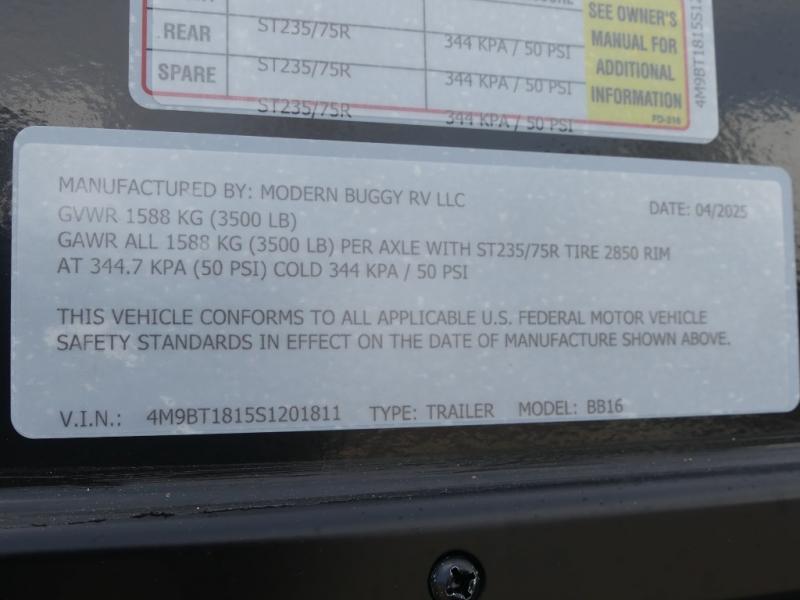 REAR ST235/75R 344 KPA / 50 PSI
SPARE ST235/75R 344 KPA / 50 PSI
ST235/75R 344 KPA / 50 PSI
SEE OWNER'S
MANUAL FOR
ADDITIONAL
INFORMATION
FD-216
4M9BT1815S12
MANUFACTURED BY: MODERN BUGGY RV LLC DATE: 04/2025
GVWR 1588 KG (3500 LB)
GAWR ALL 1588 KG (3500 LB) PER AXLE WITH ST235/75R TIRE 2850 RIM
AT 344.7 KPA (50 PSI) COLD 344 KPA / 50 PSI
THIS VEHICLE CONFORMS TO ALL APPLICABLE U.S. FEDERAL MOTOR VEHICLE
SAFETY STANDARDS IN EFFECT ON THE DATE OF MANUFACTURE SHOWN ABOVE.
V.I.N.: 4M9BT1815S1201811 TYPE: TRAILER MODEL: BB16